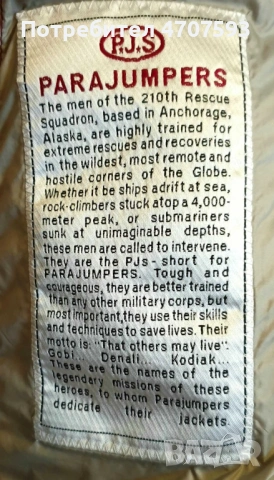 Потребител 4707593
P.J.S
PARAJUMPERS
The men of the 210th Rescue
Squadron, based in Anchorage,
Alaska, are highly trained for
extreme rescues and recoveries
in the wildest, most remote and
hostile corners of the Globe.
Whether it be ships adrift at sea,
rock-climbers stuck atop a 4,000-
meter peak, or submariners
sunk at unimaginable depths,
these men are called to intervene.
They are the PJs - short for
PARAJUMPERS. Tough and
courageous, they are better trained
than any other military corps, but
most important, they use their skills
and techniques to save lives. Their
motto is: "That others may live".
Gobi... Denali... Kodiak...
These are the names of the
legendary missions of these
heroes, to whom Parajumpers
dedicate their jackets.
BAZAR